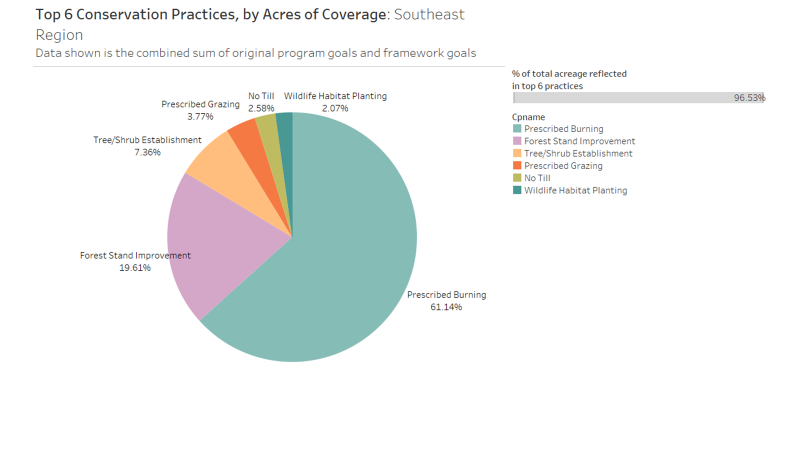 Top 6 Conservation Practices, by Acres of Coverage: Southeast
Region
Data shown is the combined sum of original program goals and framework goals
% of total acreage reflected
in top 6 practices
96.53%
Cpname
Prescribed Burning
Forest Stand Improvement
Tree/Shrub Establishment
Prescribed Grazing
No Till
Wildlife Habitat Planting
No Till
2.58%
Wildlife Habitat Planting
2.07%
Prescribed Grazing
3.77%
Tree/Shrub Establishment
7.36%
Forest Stand Improvement
19.61%
Prescribed Burning
61.14%